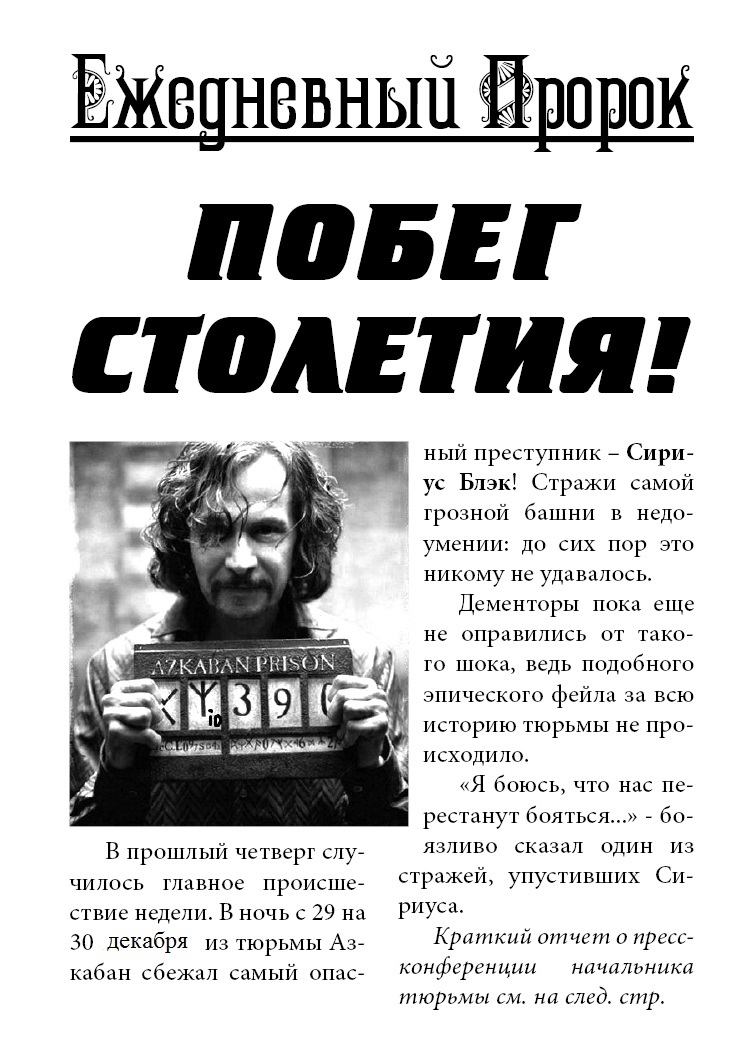 Ежедневный Пророк
ПОБЕГ
СТОЛЕТИЯ!
AZKABAN PRISON
390
В прошлый четверг слу-
чилось главное происше-
ствие недели. В ночь с 29 на
30 декабря из тюрьмы Аз-
кабан сбежал самый опас-
ный преступник – Сири-
ус Блэк! Стражи самой
грозной башни в недо-
умении: до сих пор это
никому не удавалось.
Дементоры пока еще
не оправились от тако-
го шока, ведь подобного
эпического фейла за всю
историю тюрьмы не про-
исходило.
«Я боюсь, что нас пе-
рестанут бояться...» - бо-
язливо сказал один из
стражей, упустивших Си-
риуса.
Краткий отчет о пресс-
конференции начальника
тюрьмы см. на след. стр.